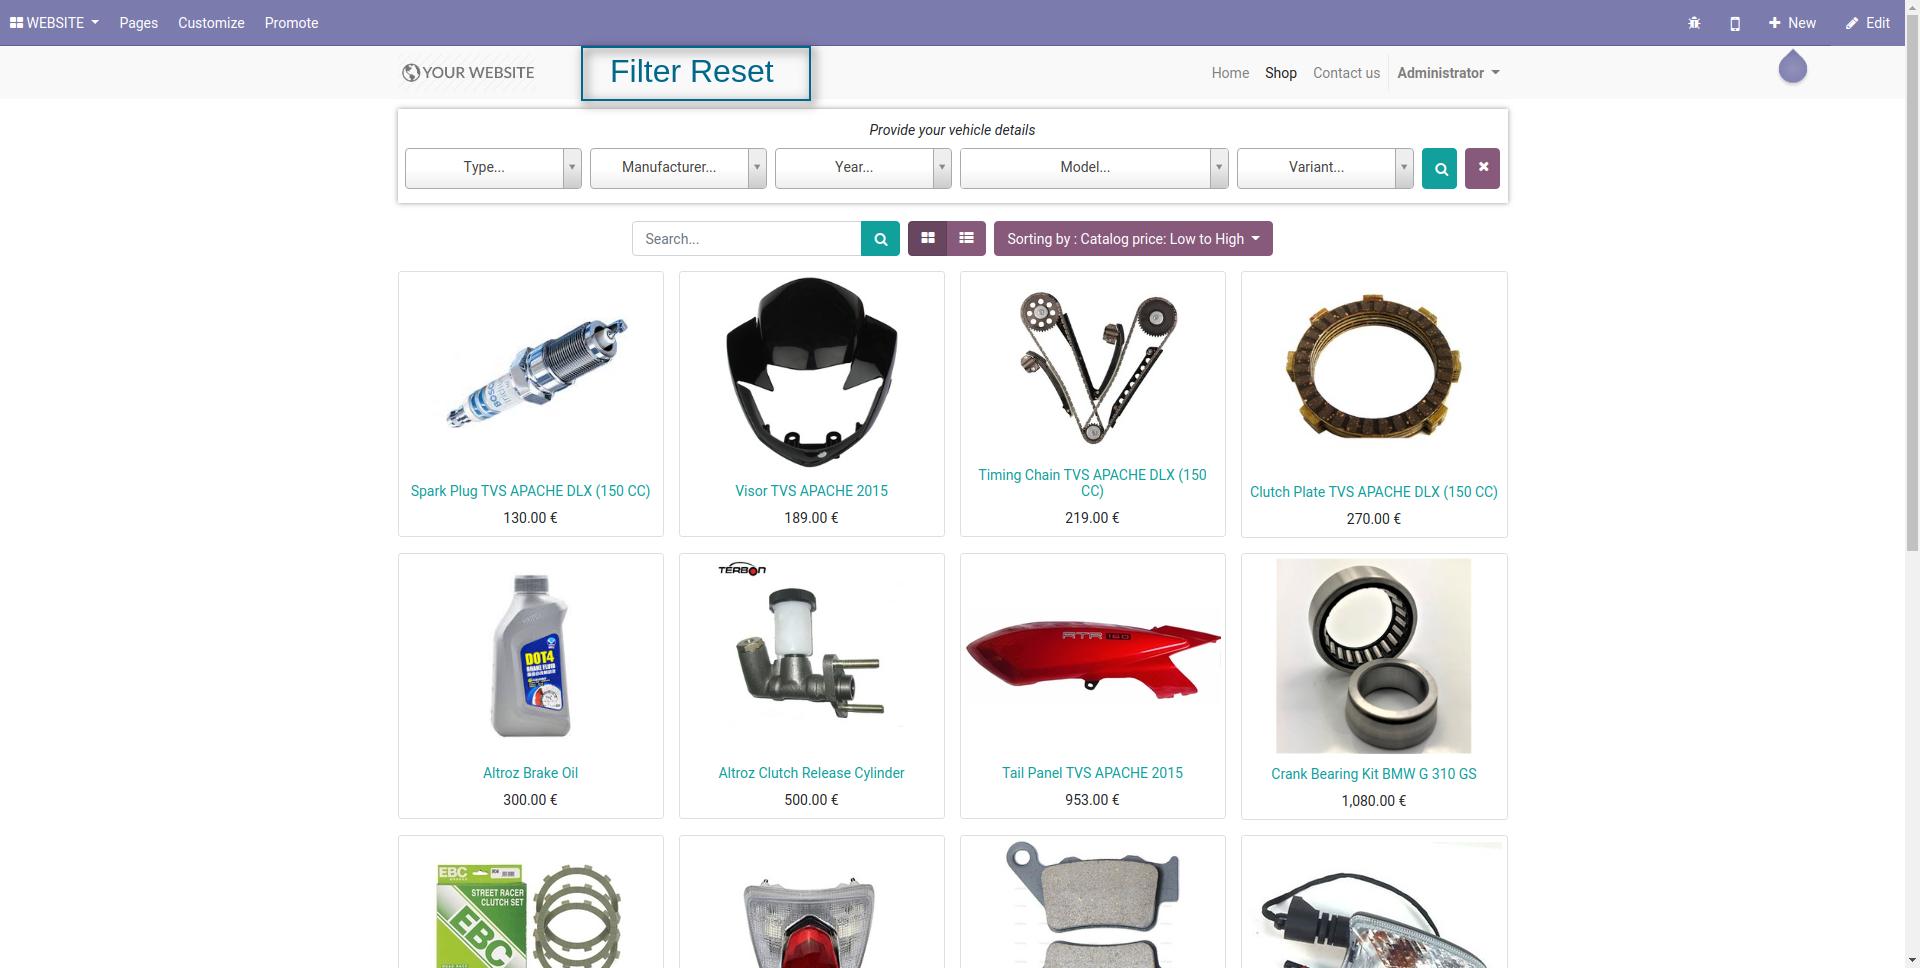 WEBSITE Pages Customize Promote New Edit
YOUR WEBSITE Filter Reset Home Shop Contact us Administrator
Provide your vehicle details
Type... Manufacturer... Year... Model... Variant...
Search... Sorting by : Catalog price: Low to High
BOSCH
Spark Plug TVS APACHE DLX (150 CC)
130.00 €
Visor TVS APACHE 2015
189.00 €
Timing Chain TVS APACHE DLX (150
CC)
219.00 €
Clutch Plate TVS APACHE DLX (150 CC)
270.00 €
DOT4
BRAKE FLUID
Altroz Brake Oil
300.00 €
TERBON
Altroz Clutch Release Cylinder
500.00 €
RTR 160
Tail Panel TVS APACHE 2015
953.00 €
Crank Bearing Kit BMW G 310 GS
1,080.00 €
EBC
STREET RACER
CLUTCH SET
EBC